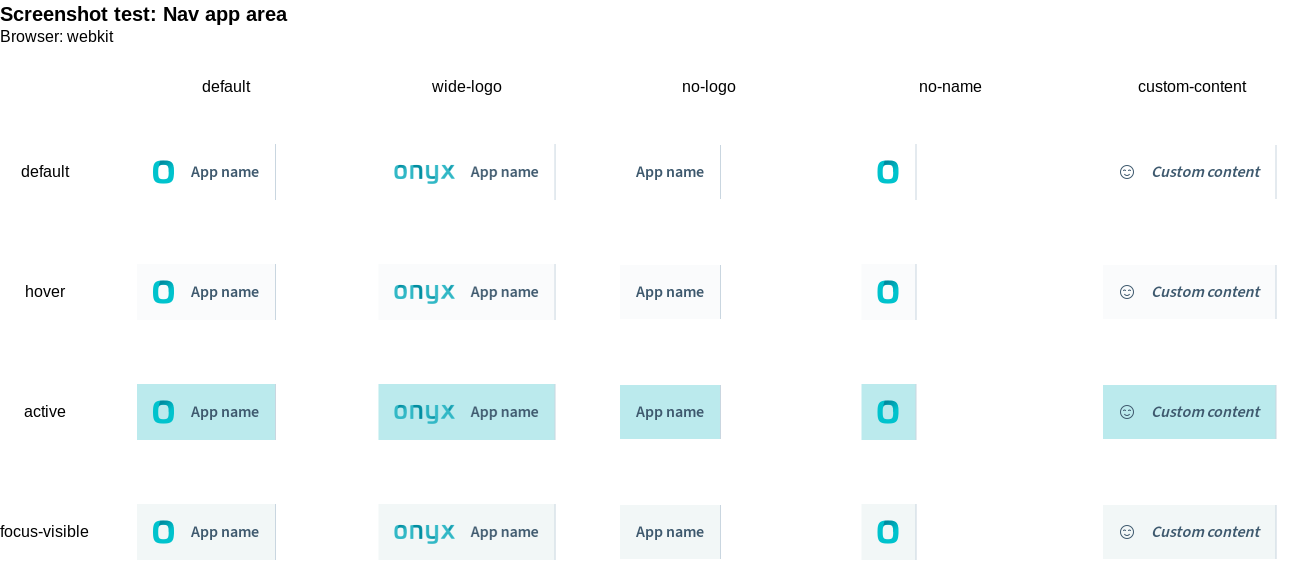 Screenshot test: Nav app area
Browser: webkit
default wide-logo no-logo no-name custom-content
default App name onyx App name App name Custom content
hover App name onyx App name App name Custom content
active App name onyx App name App name Custom content
focus-visible App name onyx App name App name Custom content